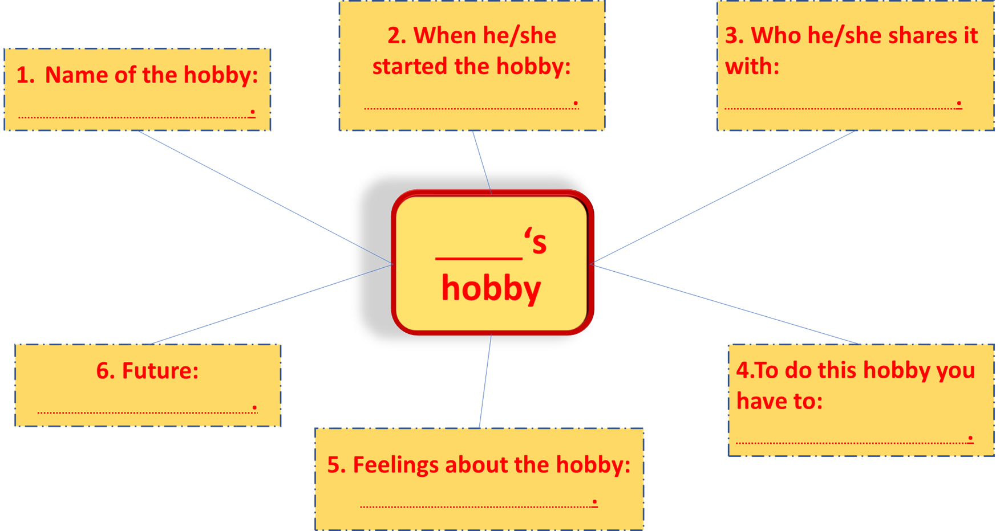 1. Name of the hobby:
.
2. When he/she
started the hobby:
.
3. Who he/she shares it
with:
.
_____‘s
hobby
4.To do this hobby you
have to:
.
5. Feelings about the hobby:
.
6. Future:
.